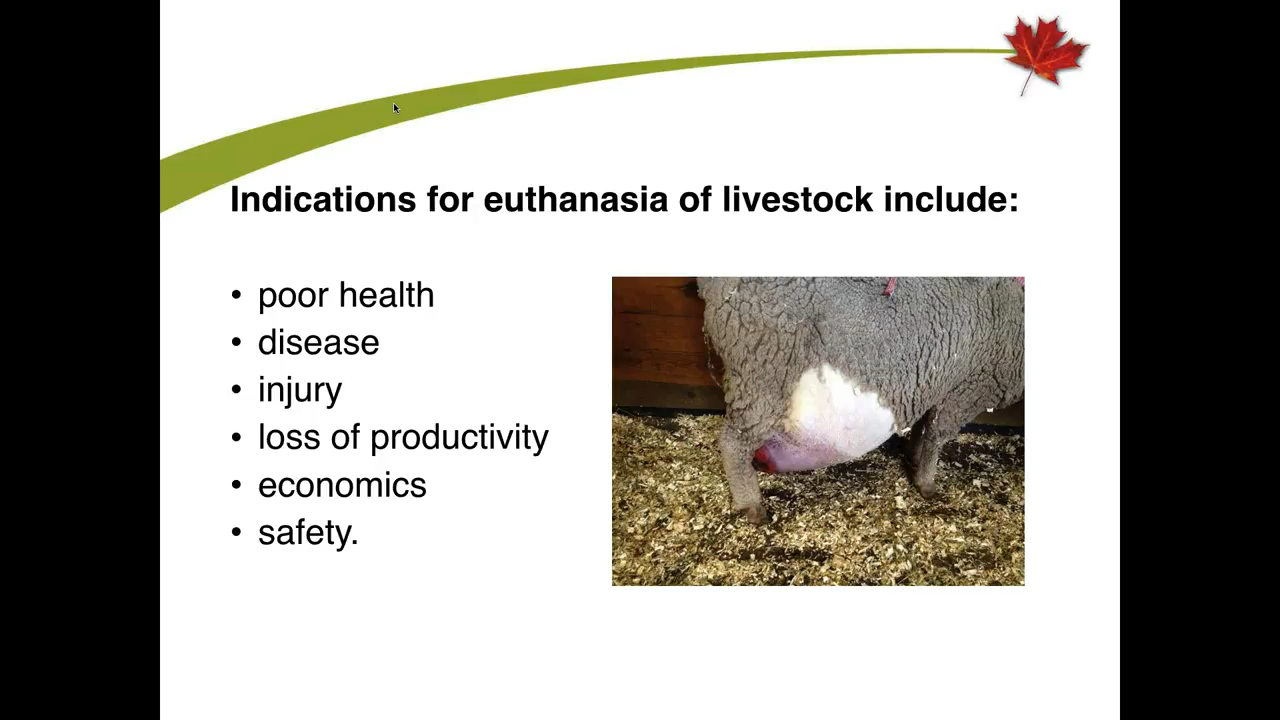 Indications for euthanasia of livestock include:
• poor health
• disease
• injury
• loss of productivity
• economics
• safety.